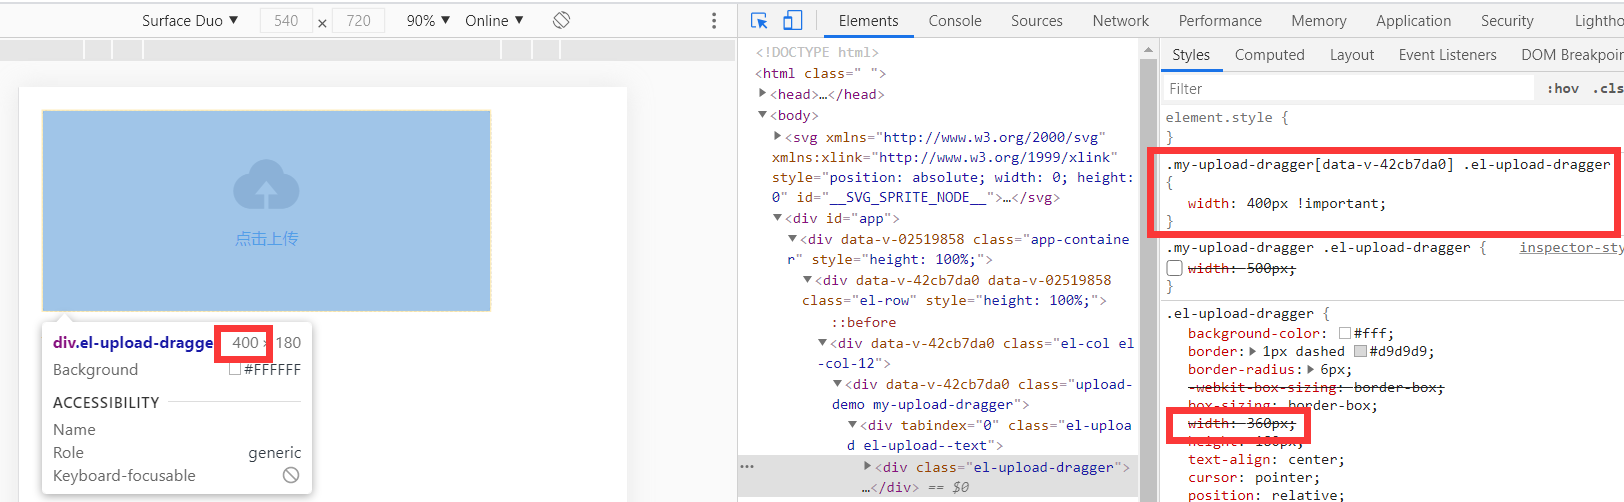 Surface Duo ▼ 540 × 720 90% ▼ Online ▼
点击上传
div.el-upload-dragge 400 × 180
Background #FFFFFF
ACCESSIBILITY
Name
Role generic
Keyboard-focusable
Elements Console Sources Network Performance Memory Application Security Lightho
<!DOCTYPE html>
<html class=" ">
<head>…</head>
<body>
<svg xmlns="http://www.w3.org/2000/svg"
xmlns:xlink="http://www.w3.org/1999/xlink"
style="position: absolute; width: 0; height:
0" id="__SVG_SPRITE_NODE__">…</svg>
<div id="app">
<div data-v-02519858 class="app-containe
r" style="height: 100%;">
<div data-v-42cb7da0 data-v-02519858
class="el-row" style="height: 100%;">
::before
<div data-v-42cb7da0 class="el-col el
-col-12">
<div data-v-42cb7da0 class="upload-
demo my-upload-dragger">
<div tabindex="0" class="el-uploa
d el-upload--text">
<div class="el-upload-dragger">
…</div> == $0
Styles Computed Layout Event Listeners DOM Breakpoin
Filter :hov .cls
element.style {
}
.my-upload-dragger[data-v-42cb7da0] .el-upload-dragger
{
width: 400px !important;
}
.my-upload-dragger .el-upload-dragger { inspector-sty
width: 500px;
}
.el-upload-dragger {
background-color: #fff;
border: 1px dashed #d9d9d9;
border-radius: 6px;
-webkit-box-sizing: border-box;
box-sizing: border-box;
width: 360px;
height: 180px;
text-align: center;
cursor: pointer;
position: relative;